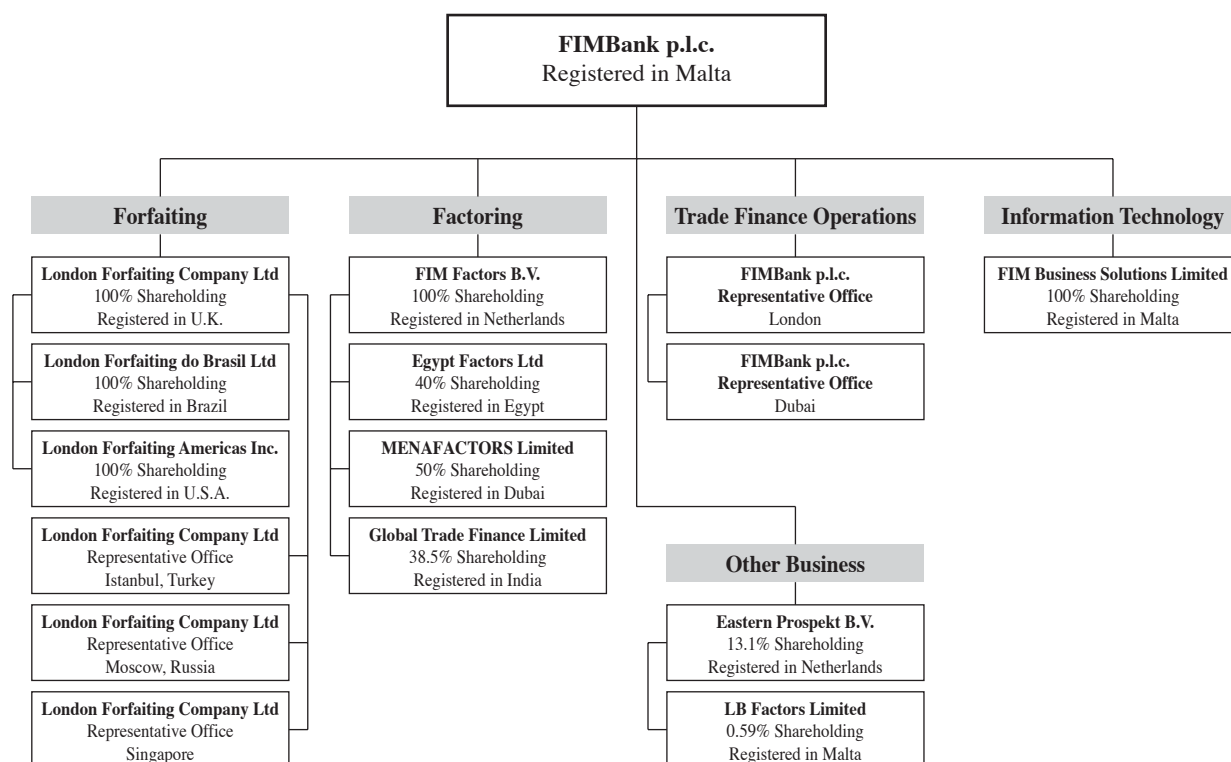 FIMBank p.l.c.
Registered in Malta
Forfaiting
London Forfaiting Company Ltd
100% Shareholding
Registered in U.K.
London Forfaiting do Brasil Ltd
100% Shareholding
Registered in Brazil
London Forfaiting Americas Inc.
100% Shareholding
Registered in U.S.A.
London Forfaiting Company Ltd
Representative Office
Istanbul, Turkey
London Forfaiting Company Ltd
Representative Office
Moscow, Russia
London Forfaiting Company Ltd
Representative Office
Singapore
Factoring
FIM Factors B.V.
100% Shareholding
Registered in Netherlands
Egypt Factors Ltd
40% Shareholding
Registered in Egypt
MENAFACTORS Limited
50% Shareholding
Registered in Dubai
Global Trade Finance Limited
38.5% Shareholding
Registered in India
Trade Finance Operations
FIMBank p.l.c.
Representative Office
London
FIMBank p.l.c.
Representative Office
Dubai
Other Business
Eastern Prospekt B.V.
13.1% Shareholding
Registered in Netherlands
LB Factors Limited
0.59% Shareholding
Registered in Malta
Information Technology
FIM Business Solutions Limited
100% Shareholding
Registered in Malta